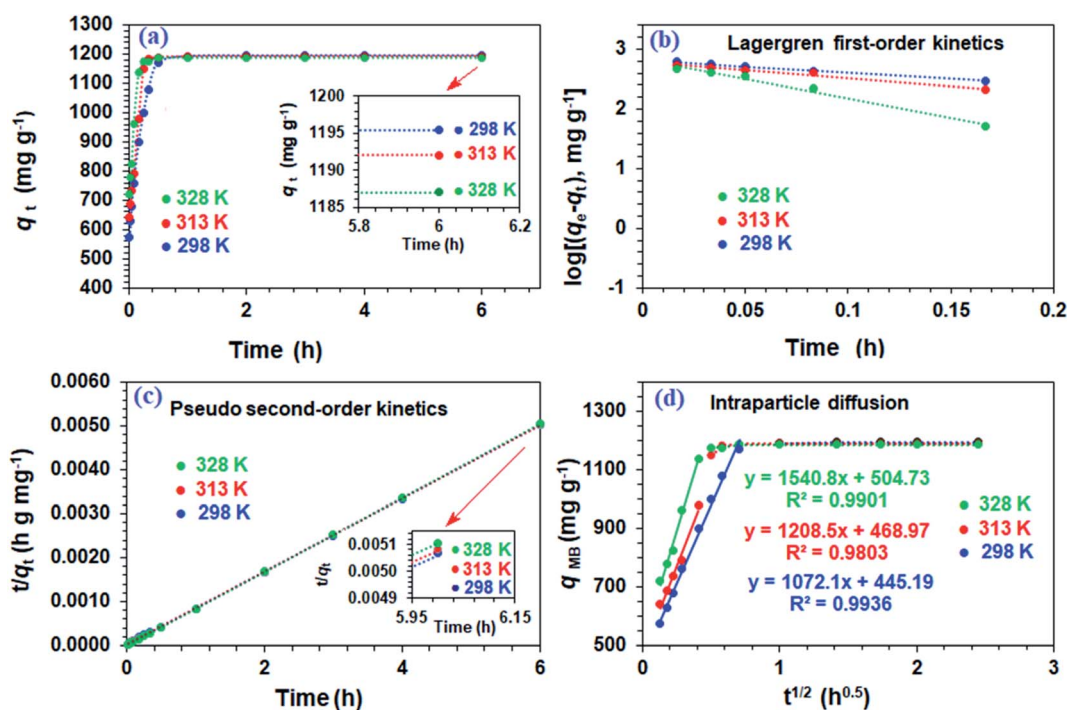 (a)
1300
1200
1100
1000
900
800
700
600
500
400
q t (mg g-1)
0 1 2 3 4 5 6
Time (h)
328 K
313 K
298 K
1200
1195
1190
1185
q t (mg g-1)
298 K
313 K
328 K
5.8 6 6.2
Time (h)
(b)
Lagergren first-order kinetics
3
2
1
0
-1
log[(qe-qt), mg g-1]
328 K
313 K
298 K
0 0.05 0.1 0.15 0.2
Time (h)
(c)
Pseudo second-order kinetics
0.0060
0.0050
0.0040
0.0030
0.0020
0.0010
0.0000
t/qt (h g mg-1)
328 K
313 K
298 K
0.0051
0.0050
0.0049
t/qt
328 K
313 K
298 K
5.95 6.15
Time (h)
0 2 4 6
Time (h)
(d)
Intraparticle diffusion
1300
1100
900
700
500
q MB (mg g-1)
y = 1540.8x + 504.73
R² = 0.9901
y = 1208.5x + 468.97
R² = 0.9803
y = 1072.1x + 445.19
R² = 0.9936
328 K
313 K
298 K
0 1 2 3
t1/2 (h0.5)